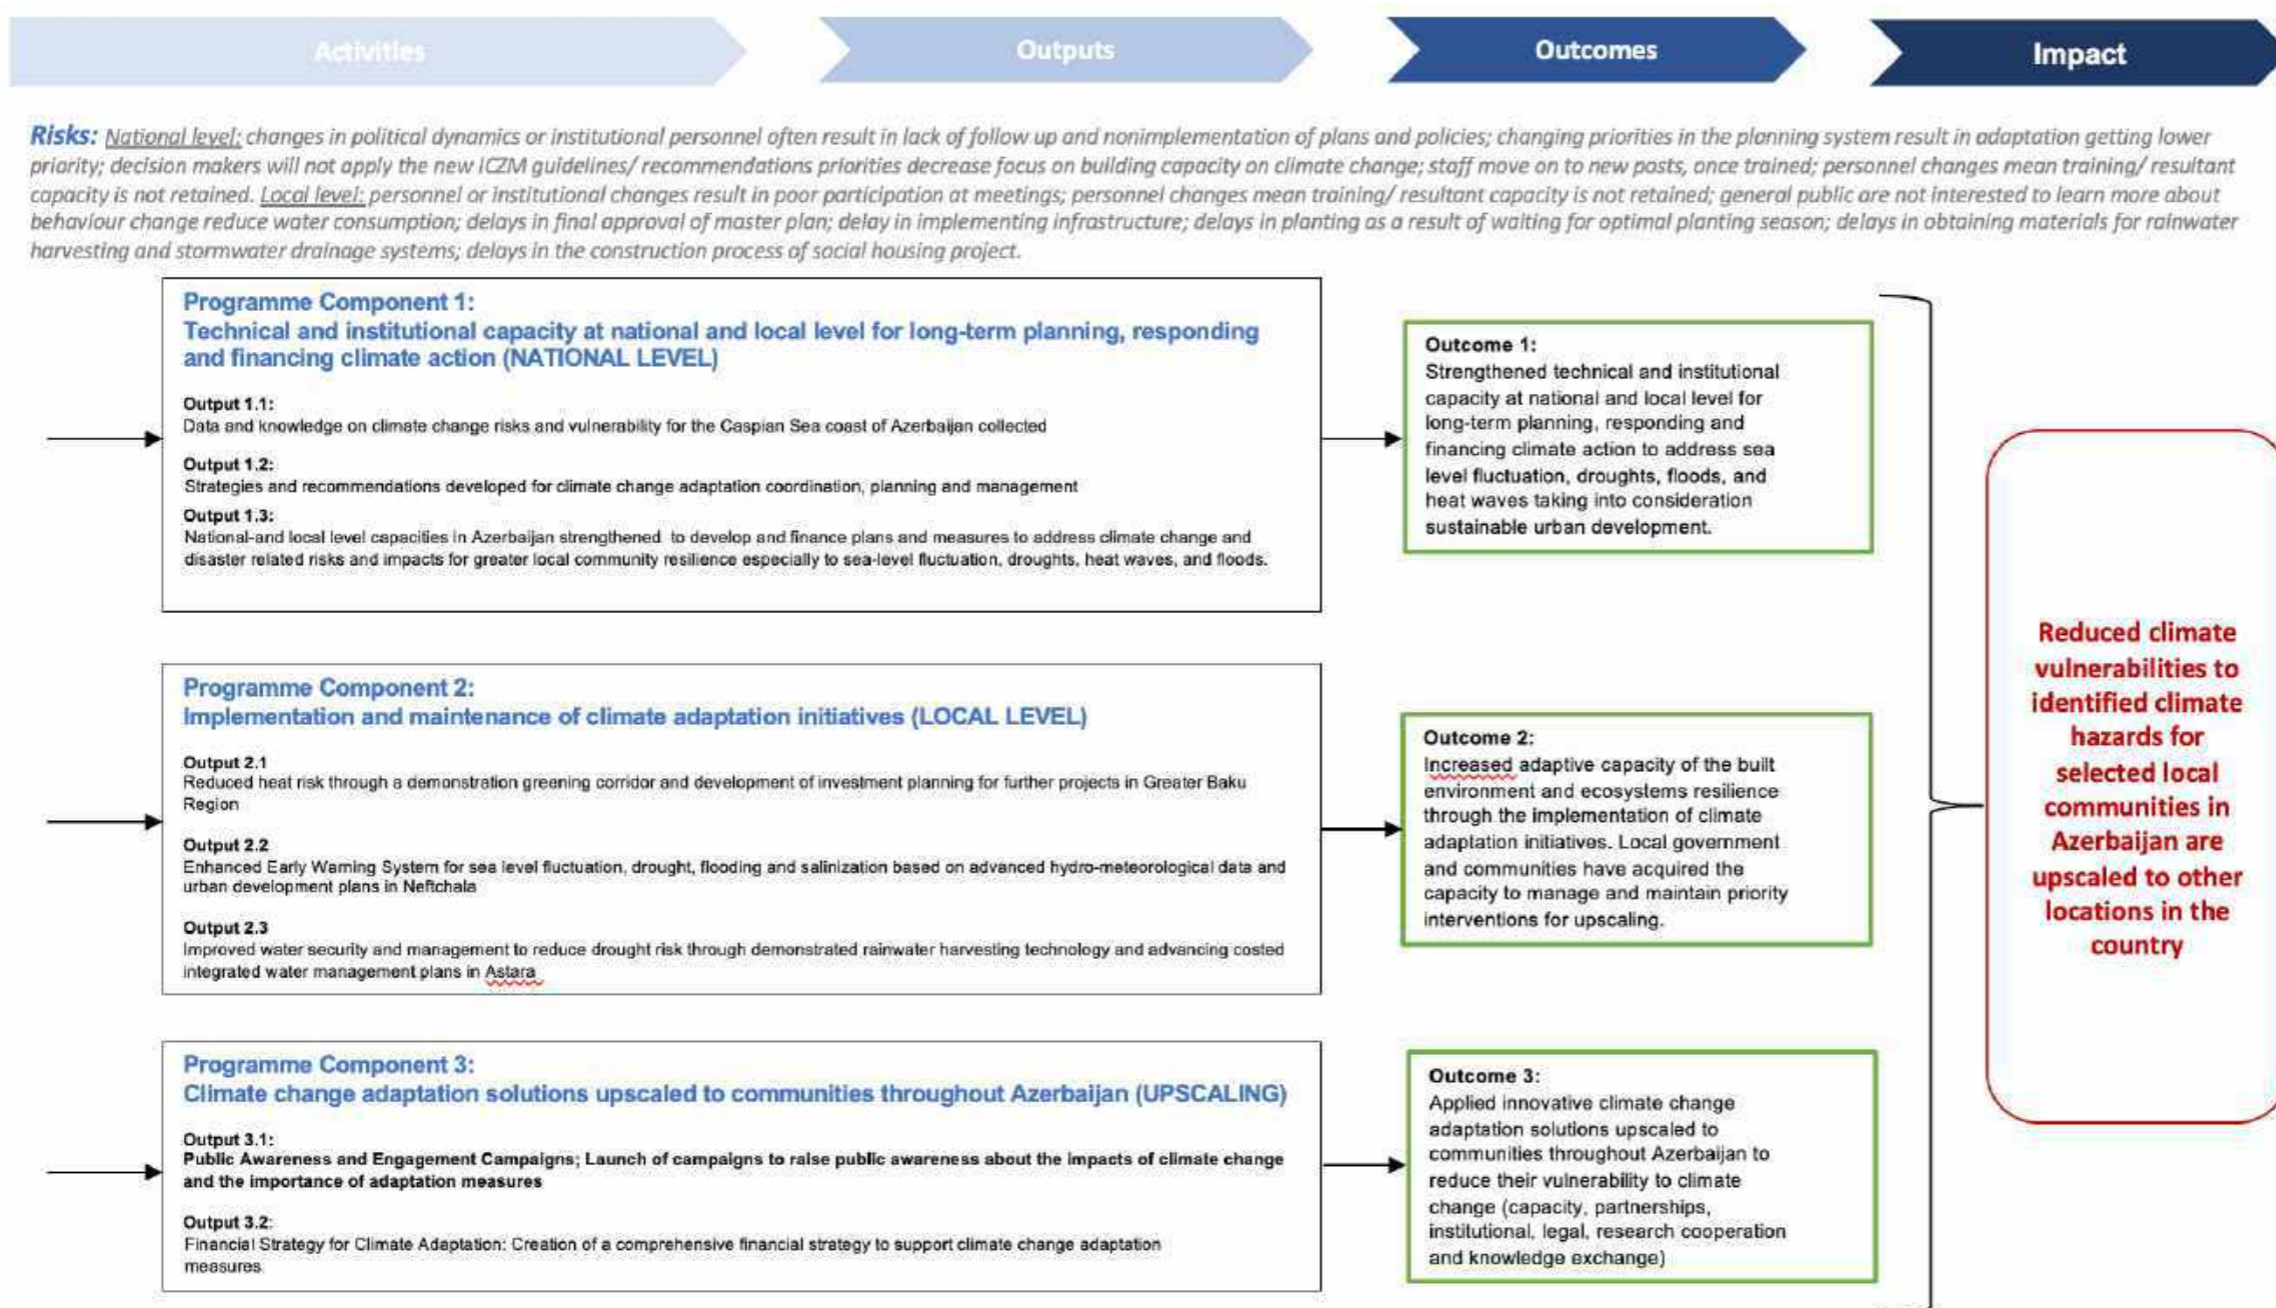 Activities
Outputs
Outcomes
Impact
Risks: National level: changes in political dynamics or institutional personnel often result in lack of follow up and nonimplementation of plans and policies; changing priorities in the planning system result in adaptation getting lower
priority; decision makers will not apply the new ICZM guidelines/ recommendations priorities decrease focus on building capacity on climate change; staff move on to new posts, once trained; personnel changes mean training/ resultant
capacity is not retained. Local level: personnel or institutional changes result in poor participation at meetings; personnel changes mean training/ resultant capacity is not retained; general public are not interested to learn more about
behaviour change reduce water consumption; delays in final approval of master plan; delay in implementing infrastructure; delays in planting as a result of waiting for optimal planting season; delays in obtaining materials for rainwater
harvesting and stormwater drainage systems; delays in the construction process of social housing project.
Programme Component 1:
Technical and institutional capacity at national and local level for long-term planning, responding
and financing climate action (NATIONAL LEVEL)
Output 1.1:
Data and knowledge on climate change risks and vulnerability for the Caspian Sea coast of Azerbaijan collected
Output 1.2:
Strategies and recommendations developed for climate change adaptation coordination, planning and management
Output 1.3:
National-and local level capacities in Azerbaijan strengthened to develop and finance plans and measures to address climate change and
disaster related risks and impacts for greater local community resilience especially to sea-level fluctuation, droughts, heat waves, and floods.
Outcome 1:
Strengthened technical and institutional
capacity at national and local level for
long-term planning, responding and
financing climate action to address sea
level fluctuation, droughts, floods, and
heat waves taking into consideration
sustainable urban development.
Programme Component 2:
Implementation and maintenance of climate adaptation initiatives (LOCAL LEVEL)
Output 2.1
Reduced heat risk through a demonstration greening corridor and development of investment planning for further projects in Greater Baku
Region
Output 2.2
Enhanced Early Warning System for sea level fluctuation, drought, flooding and salinization based on advanced hydro-meteorological data and
urban development plans in Neftchala
Output 2.3
Improved water security and management to reduce drought risk through demonstrated rainwater harvesting technology and advancing costed
integrated water management plans in Astara
Outcome 2:
Increased adaptive capacity of the built
environment and ecosystems resilience
through the implementation of climate
adaptation initiatives. Local government
and communities have acquired the
capacity to manage and maintain priority
interventions for upscaling.
Programme Component 3:
Climate change adaptation solutions upscaled to communities throughout Azerbaijan (UPSCALING)
Output 3.1:
Public Awareness and Engagement Campaigns; Launch of campaigns to raise public awareness about the impacts of climate change
and the importance of adaptation measures
Output 3.2:
Financial Strategy for Climate Adaptation: Creation of a comprehensive financial strategy to support climate change adaptation
measures
Outcome 3:
Applied innovative climate change
adaptation solutions upscaled to
communities throughout Azerbaijan to
reduce their vulnerability to climate
change (capacity, partnerships,
institutional, legal, research cooperation
and knowledge exchange)
Reduced climate
vulnerabilities to
identified climate
hazards for
selected local
communities in
Azerbaijan are
upscaled to other
locations in the
country